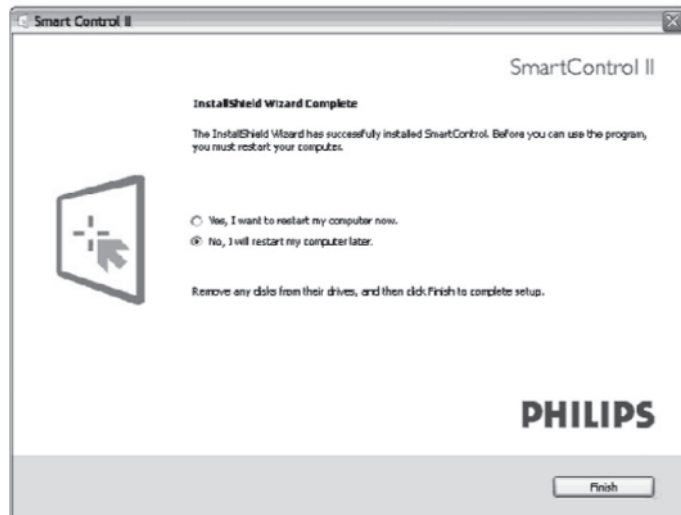 Smart Control II
SmartControl II
InstallShield Wizard Complete
The InstallShield Wizard has successfully installed SmartControl. Before you can use the program,
you must restart your computer.
Yes, I want to restart my computer now.
No, I will restart my computer later.
Remove any disks from their drives, and then click Finish to complete setup.
PHILIPS
Finish